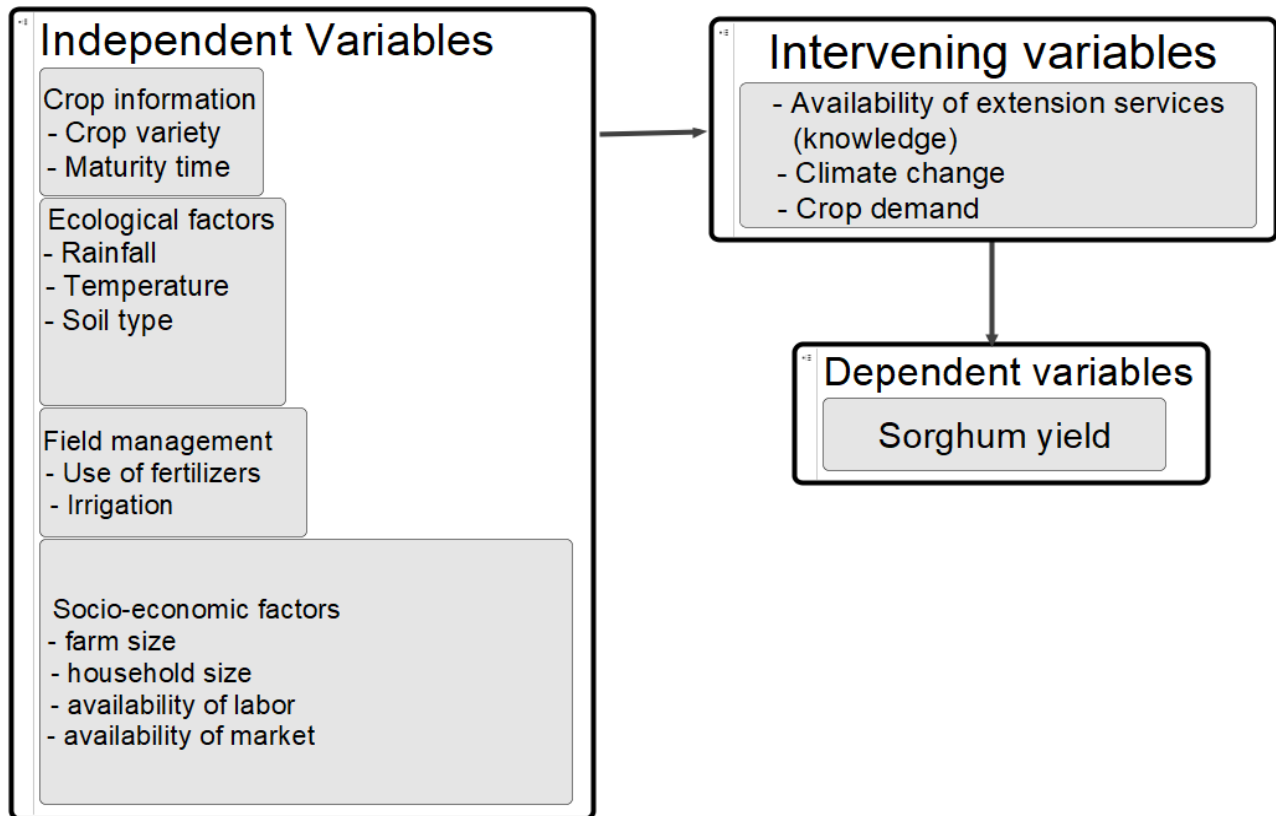 Independent Variables
Crop information
- Crop variety
- Maturity time
Ecological factors
- Rainfall
- Temperature
- Soil type
Field management
- Use of fertilizers
- Irrigation
Socio-economic factors
- farm size
- household size
- availability of labor
- availability of market
Intervening variables
- Availability of extension services
(knowledge)
- Climate change
- Crop demand
Dependent variables
Sorghum yield